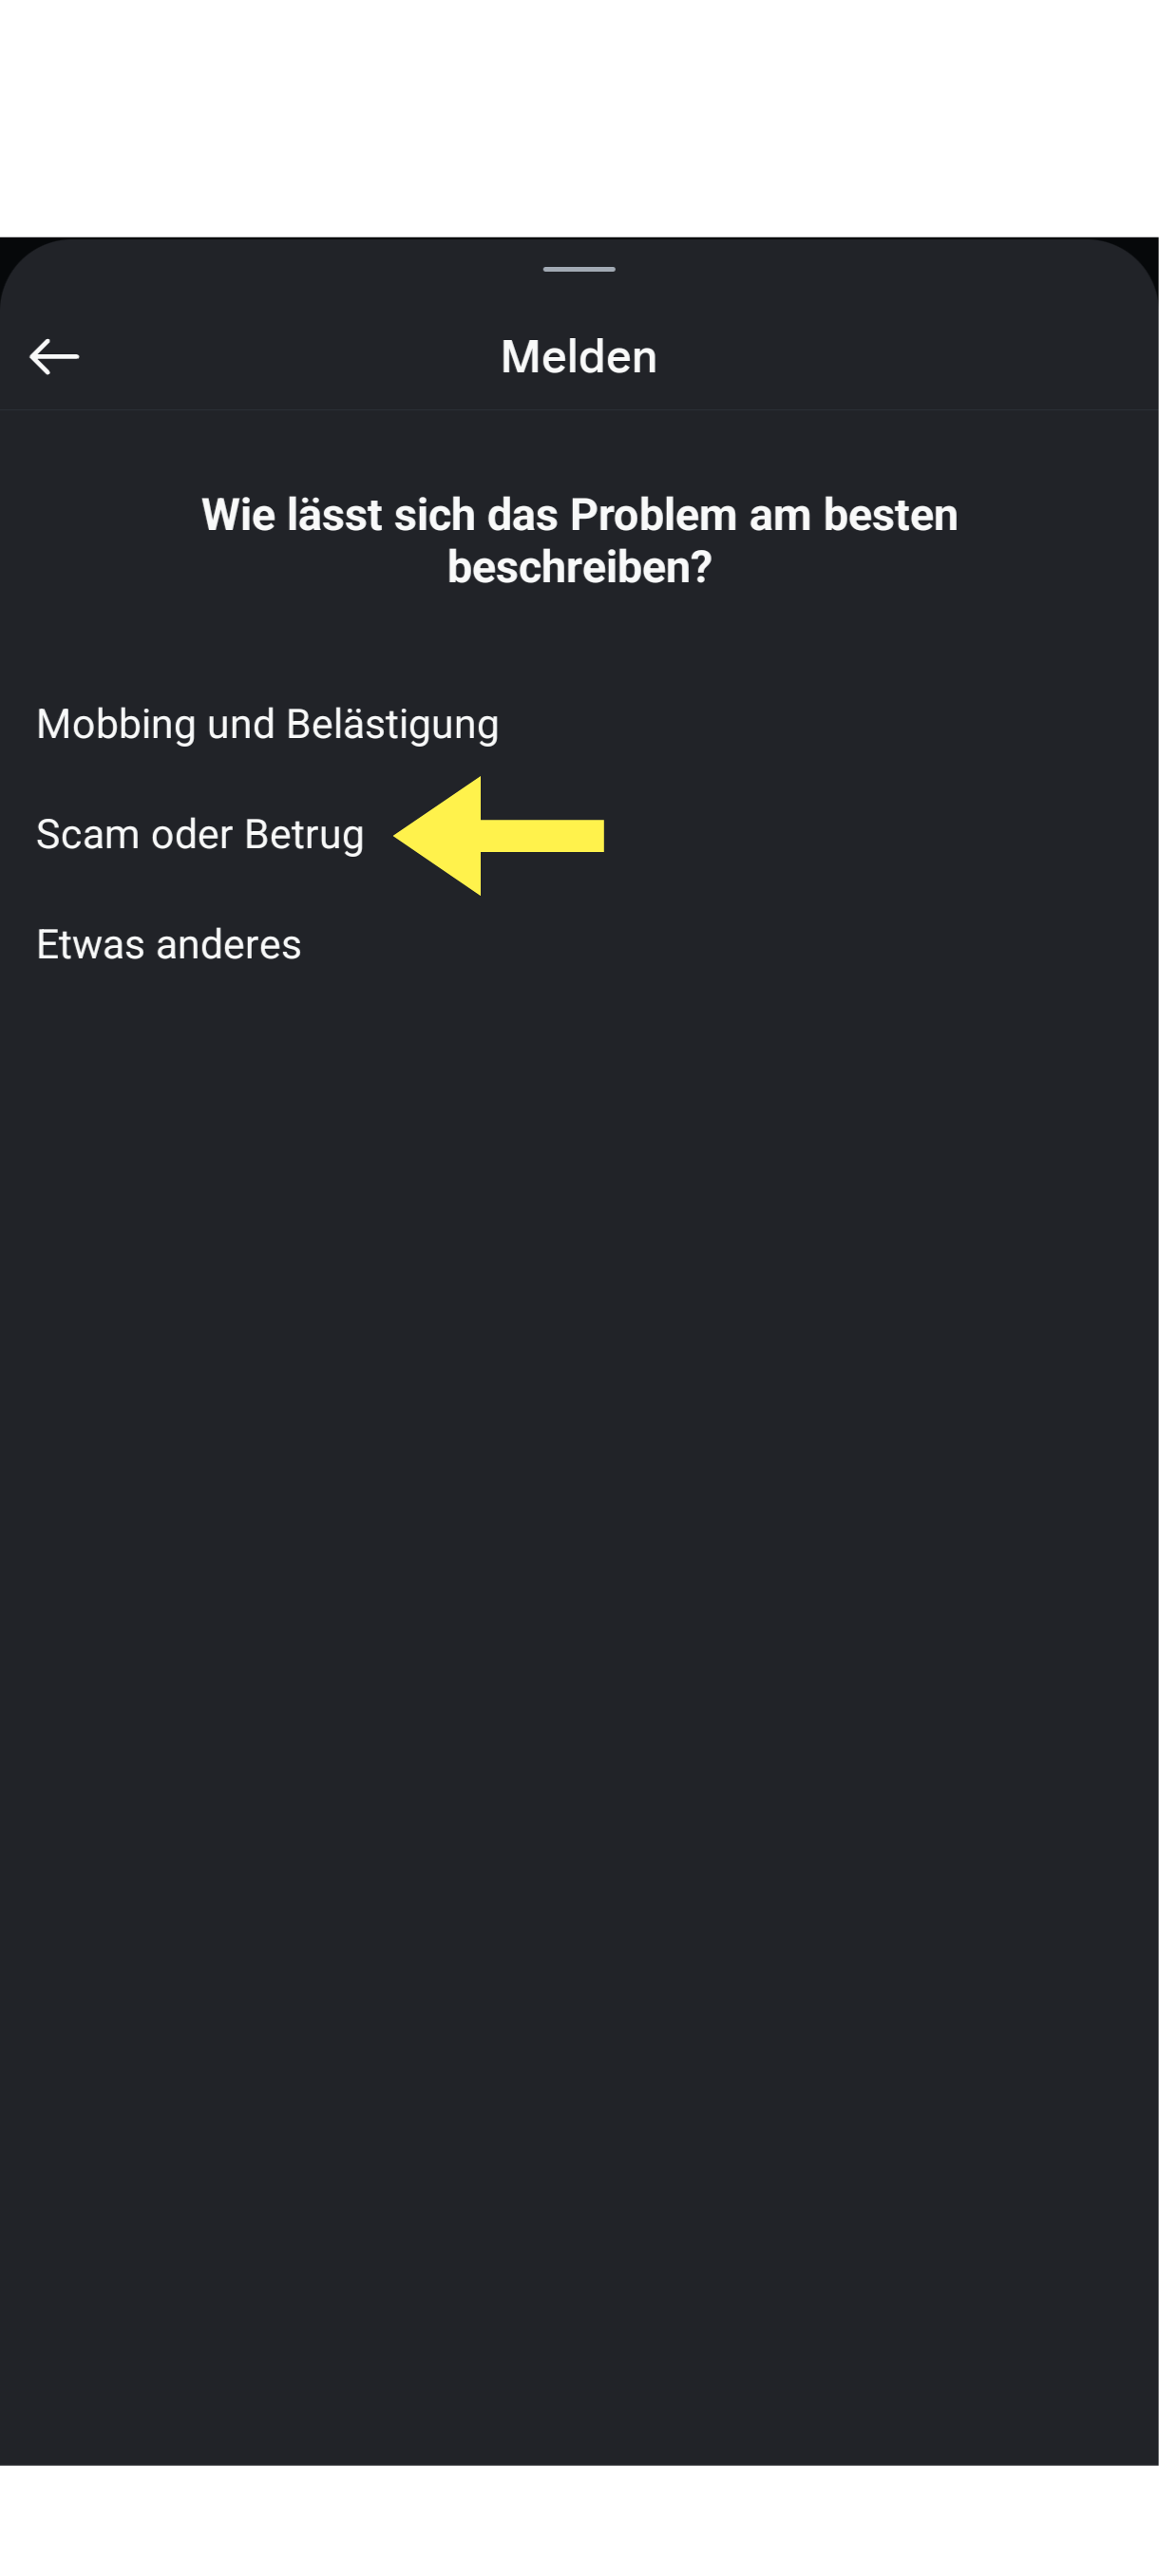 Melden
Wie lässt sich das Problem am besten
beschreiben?
Mobbing und Belästigung
Scam oder Betrug
Etwas anderes